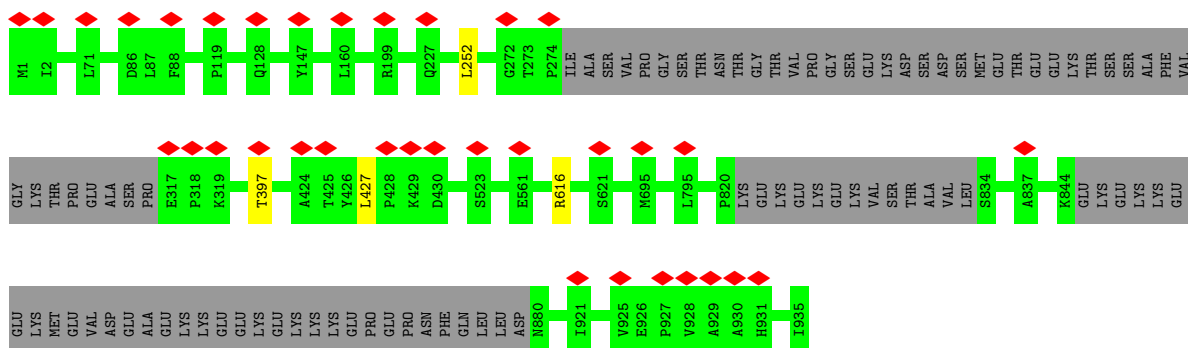 M1 I2 L71 D86 L87 F88 P119 Q128 Y147 L160 R199 Q227 L252 G272 T273 P274 ILE ALA SER VAL PRO GLY SER THR ASN THR GLY THR VAL PRO GLY SER GLU LYS ASP SER ASP SER MET GLU THR GLU GLU LYS THR SER SER ALA PHE VAL
GLY LYS THR PRO GLU ALA SER PRO E317 P318 K319 T397 A424 T425 Y426 L427 P428 K429 D430 S523 E561 R616 S621 M695 L795 P820 LYS GLU LYS GLU LYS GLU LYS VAL SER THR ALA VAL LEU S834 A837 K844 GLU LYS GLU LYS LYS GLU
GLU LYS MET GLU VAL ASP GLU ALA GLU LYS LYS GLU GLU LYS GLU LYS LYS LYS GLU PRO GLU PRO ASN PHE GLN LEU LEU ASP N880 I921 V925 E926 P927 V928 A929 A930 H931 I935